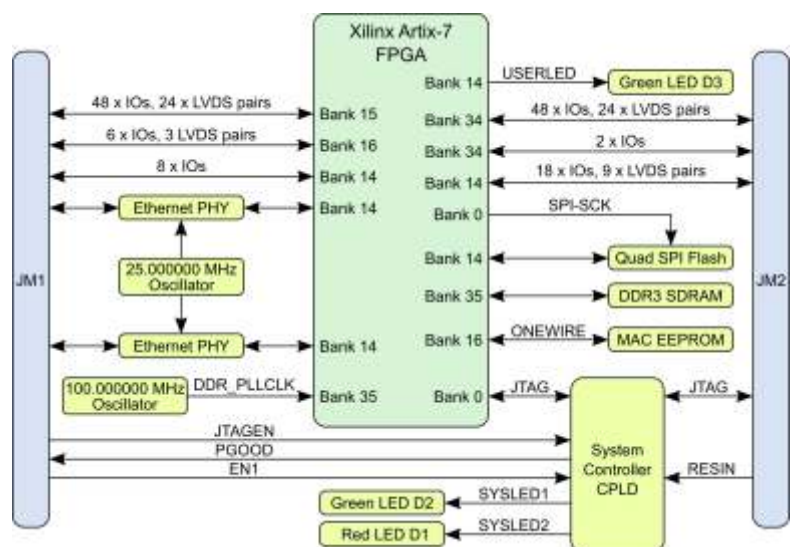 Xilinx Artix-7
FPGA
Bank 14
USERLED
Green LED D3
48 x IOs, 24 x LVDS pairs
Bank 15
Bank 34
48 x IOs, 24 x LVDS pairs
6 x IOs, 3 LVDS pairs
Bank 16
Bank 34
2 x IOs
8 x IOs
Bank 14
Bank 14
18 x IOs, 9 x LVDS pairs
Ethernet PHY
Bank 14
Bank 0
SPI-SCK
JM1
25.000000 MHz
Oscillator
Bank 14
Quad SPI Flash
JM2
Bank 35
DDR3 SDRAM
Ethernet PHY
Bank 14
Bank 16
ONEWIRE
MAC EEPROM
100.000000 MHz
Oscillator
DDR_PLLCLK
Bank 35
Bank 0
JTAG
JTAG
JTAGEN
PGOOD
EN1
System
Controller
CPLD
RESIN
Green LED D2
SYSLED1
Red LED D1
SYSLED2